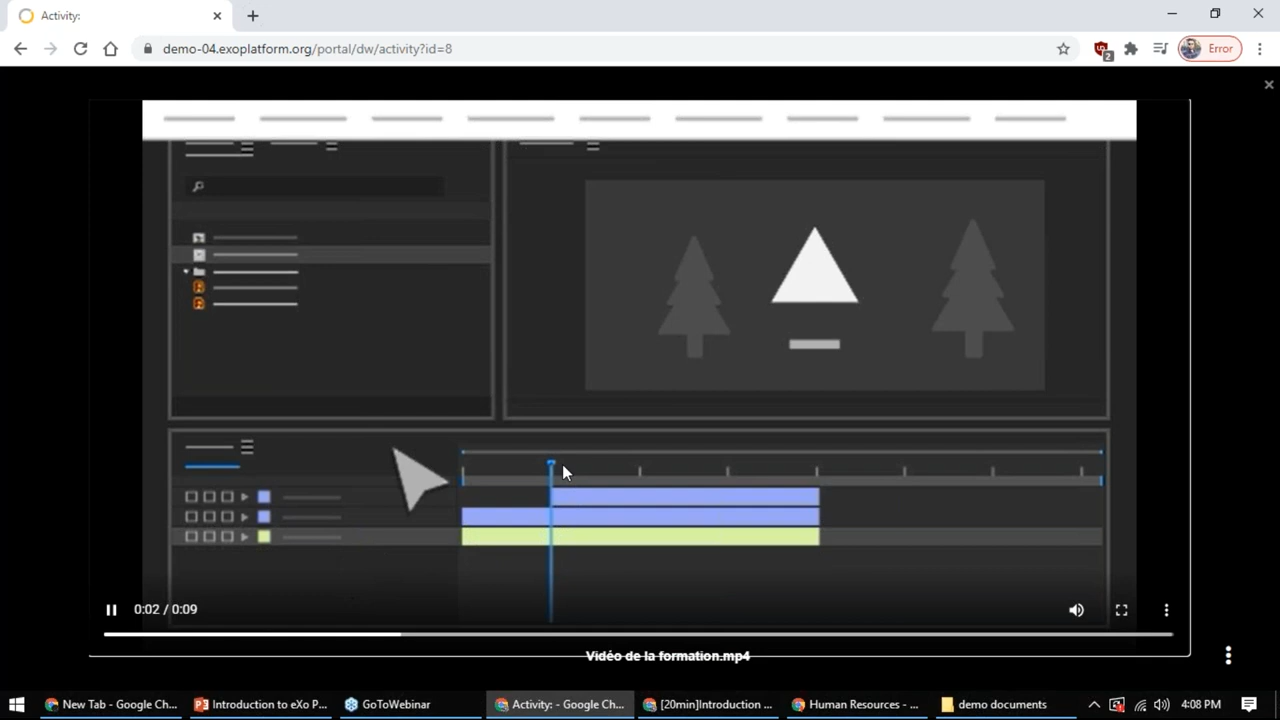 Activity:
demo-04.exoplatform.org/portal/dw/activity?id=8
2
Error
0:02 / 0:09
Vidéo de la formation.mp4
New Tab - Google Ch...
Introduction to eXo P...
GoToWebinar
Activity: - Google Ch...
[20min]Introduction ...
Human Resources - ...
demo documents
4:08 PM